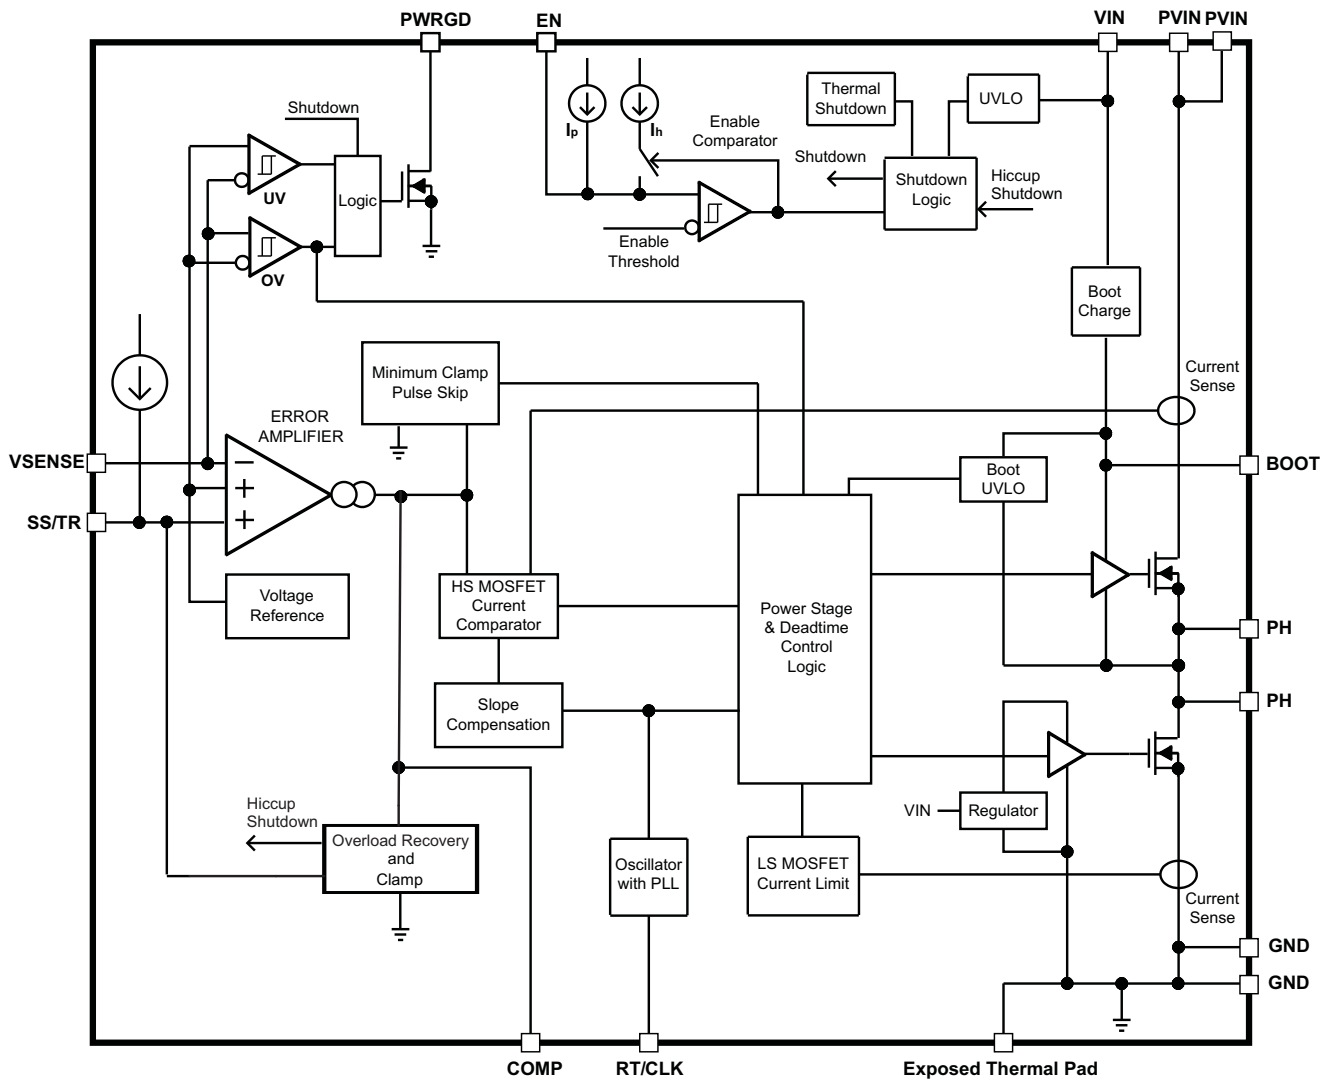 PWRGD
EN
VIN
PVIN
PVIN
Shutdown
Thermal
Shutdown
UVLO
Ip
Ih
Enable
Comparator
Shutdown
Shutdown
Logic
Hiccup
Shutdown
UV
Logic
OV
Enable
Threshold
Boot
Charge
Minimum Clamp
Pulse Skip
Current
Sense
ERROR
AMPLIFIER
VSENSE
−
+
+
SS/TR
Boot
UVLO
BOOT
Voltage
Reference
HS MOSFET
Current
Comparator
Power Stage
& Deadtime
Control
Logic
PH
Slope
Compensation
PH
Hiccup
Shutdown
Overload Recovery
and
Clamp
VIN
Regulator
Oscillator
with PLL
LS MOSFET
Current Limit
Current
Sense
GND
GND
COMP
RT/CLK
Exposed Thermal Pad